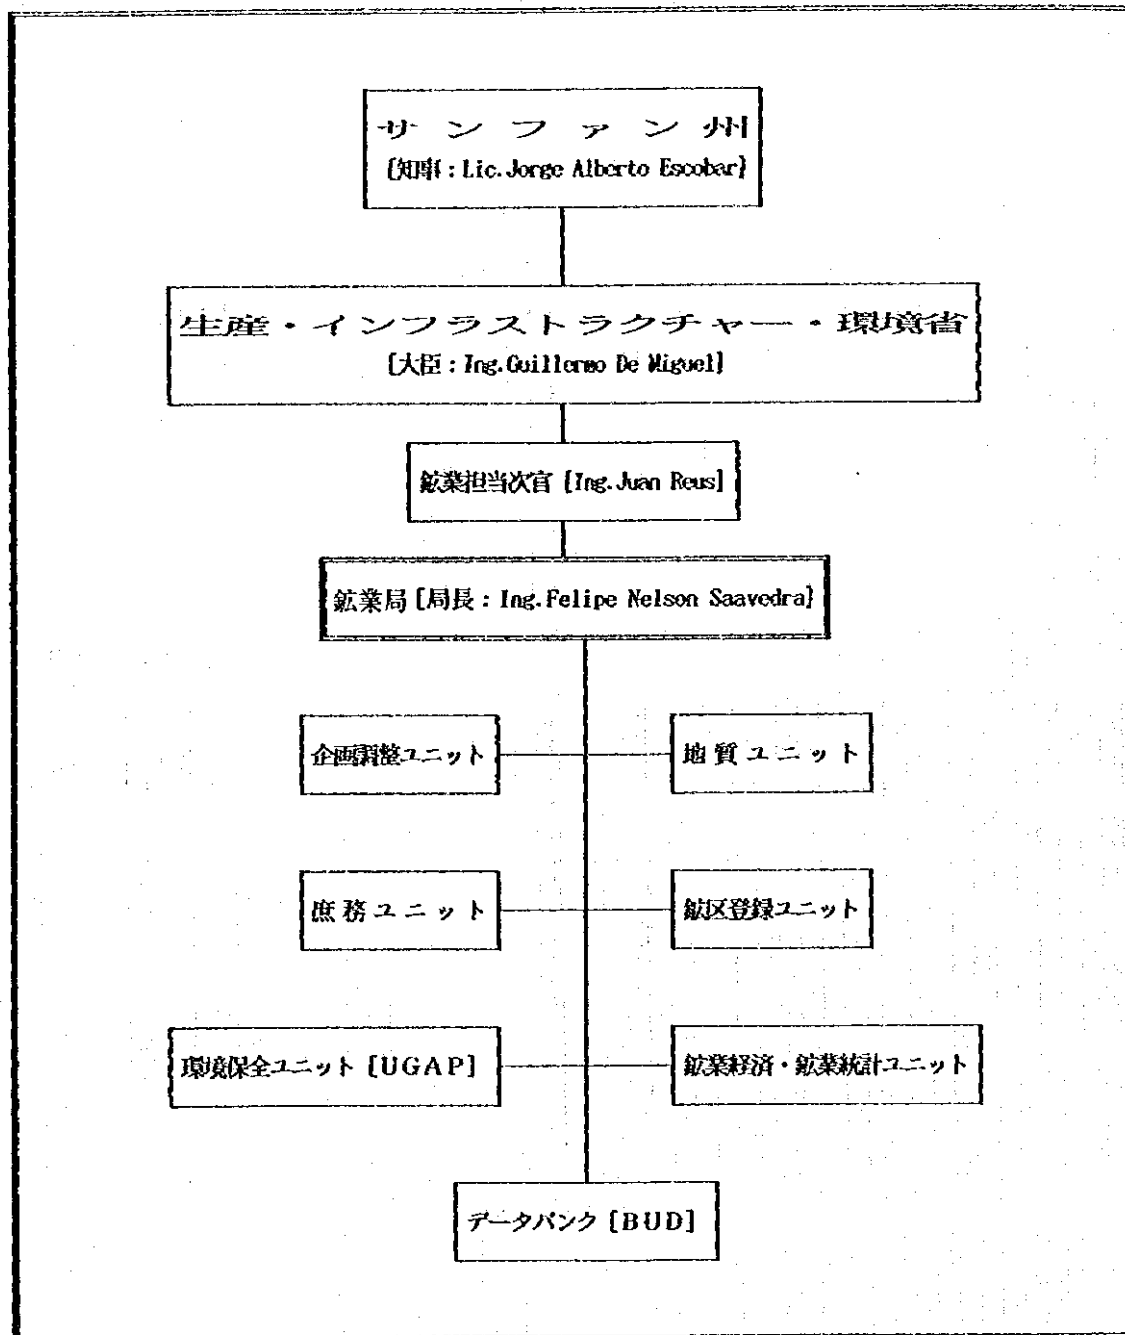 サンファン州
[知事：Lic.Jorge Alberto Escobar]
生産・インフラストラクチャー・環境省
[大臣：Ing.Guillermo De Miguel]
鉱業担当次官 [Ing.Juan Reus]
鉱業局 [局長：Ing.Felipe Nelson Saavedra]
企画調整ユニット
地質ユニット
庶務ユニット
鉱区登録ユニット
環境保全ユニット [UGAP]
鉱業経済・鉱業統計ユニット
データバンク [BUD]